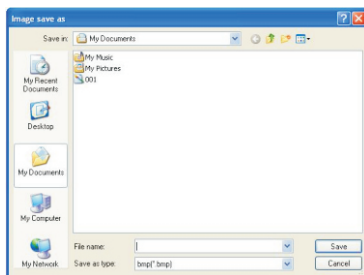 Image save as
Save in:
My Documents
My Recent
Documents
Desktop
My Documents
My Computer
My Network
My Music
My Pictures
001
File name:
Save
Save as type:
bmp(*.bmp)
Cancel